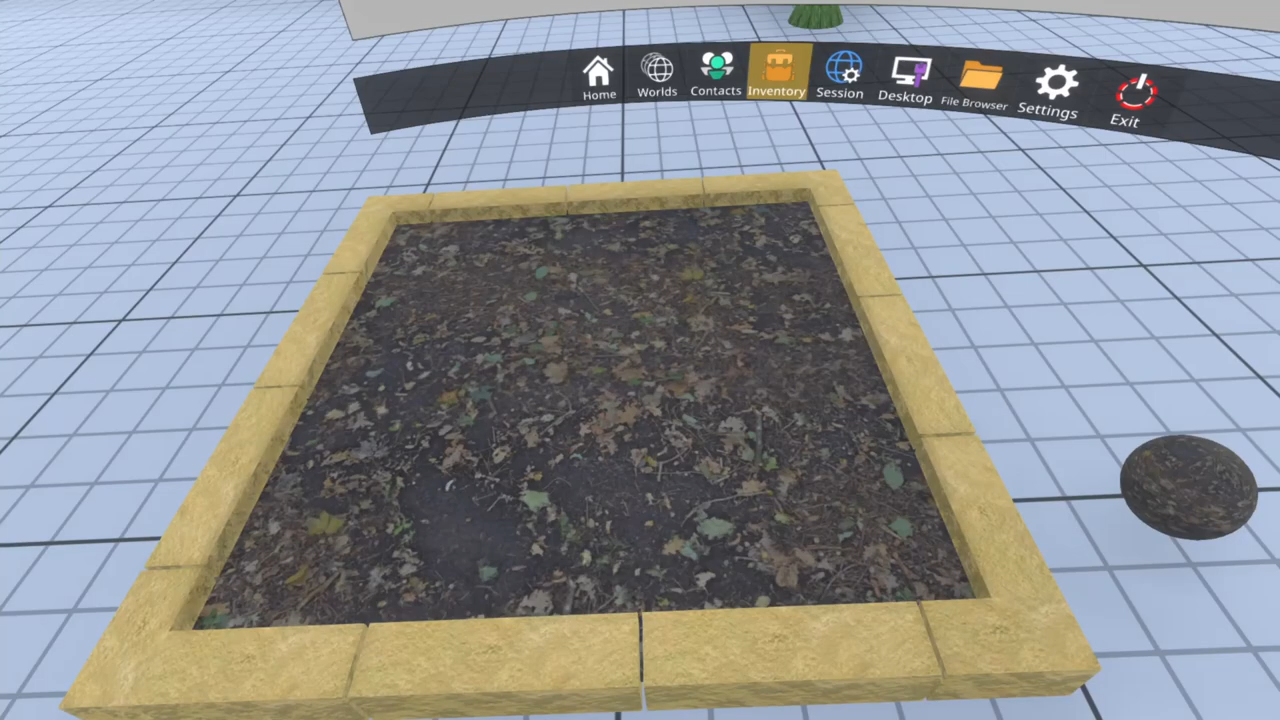 Home
Worlds
Contacts
Inventory
Session
Desktop
File Browser
Settings
Exit